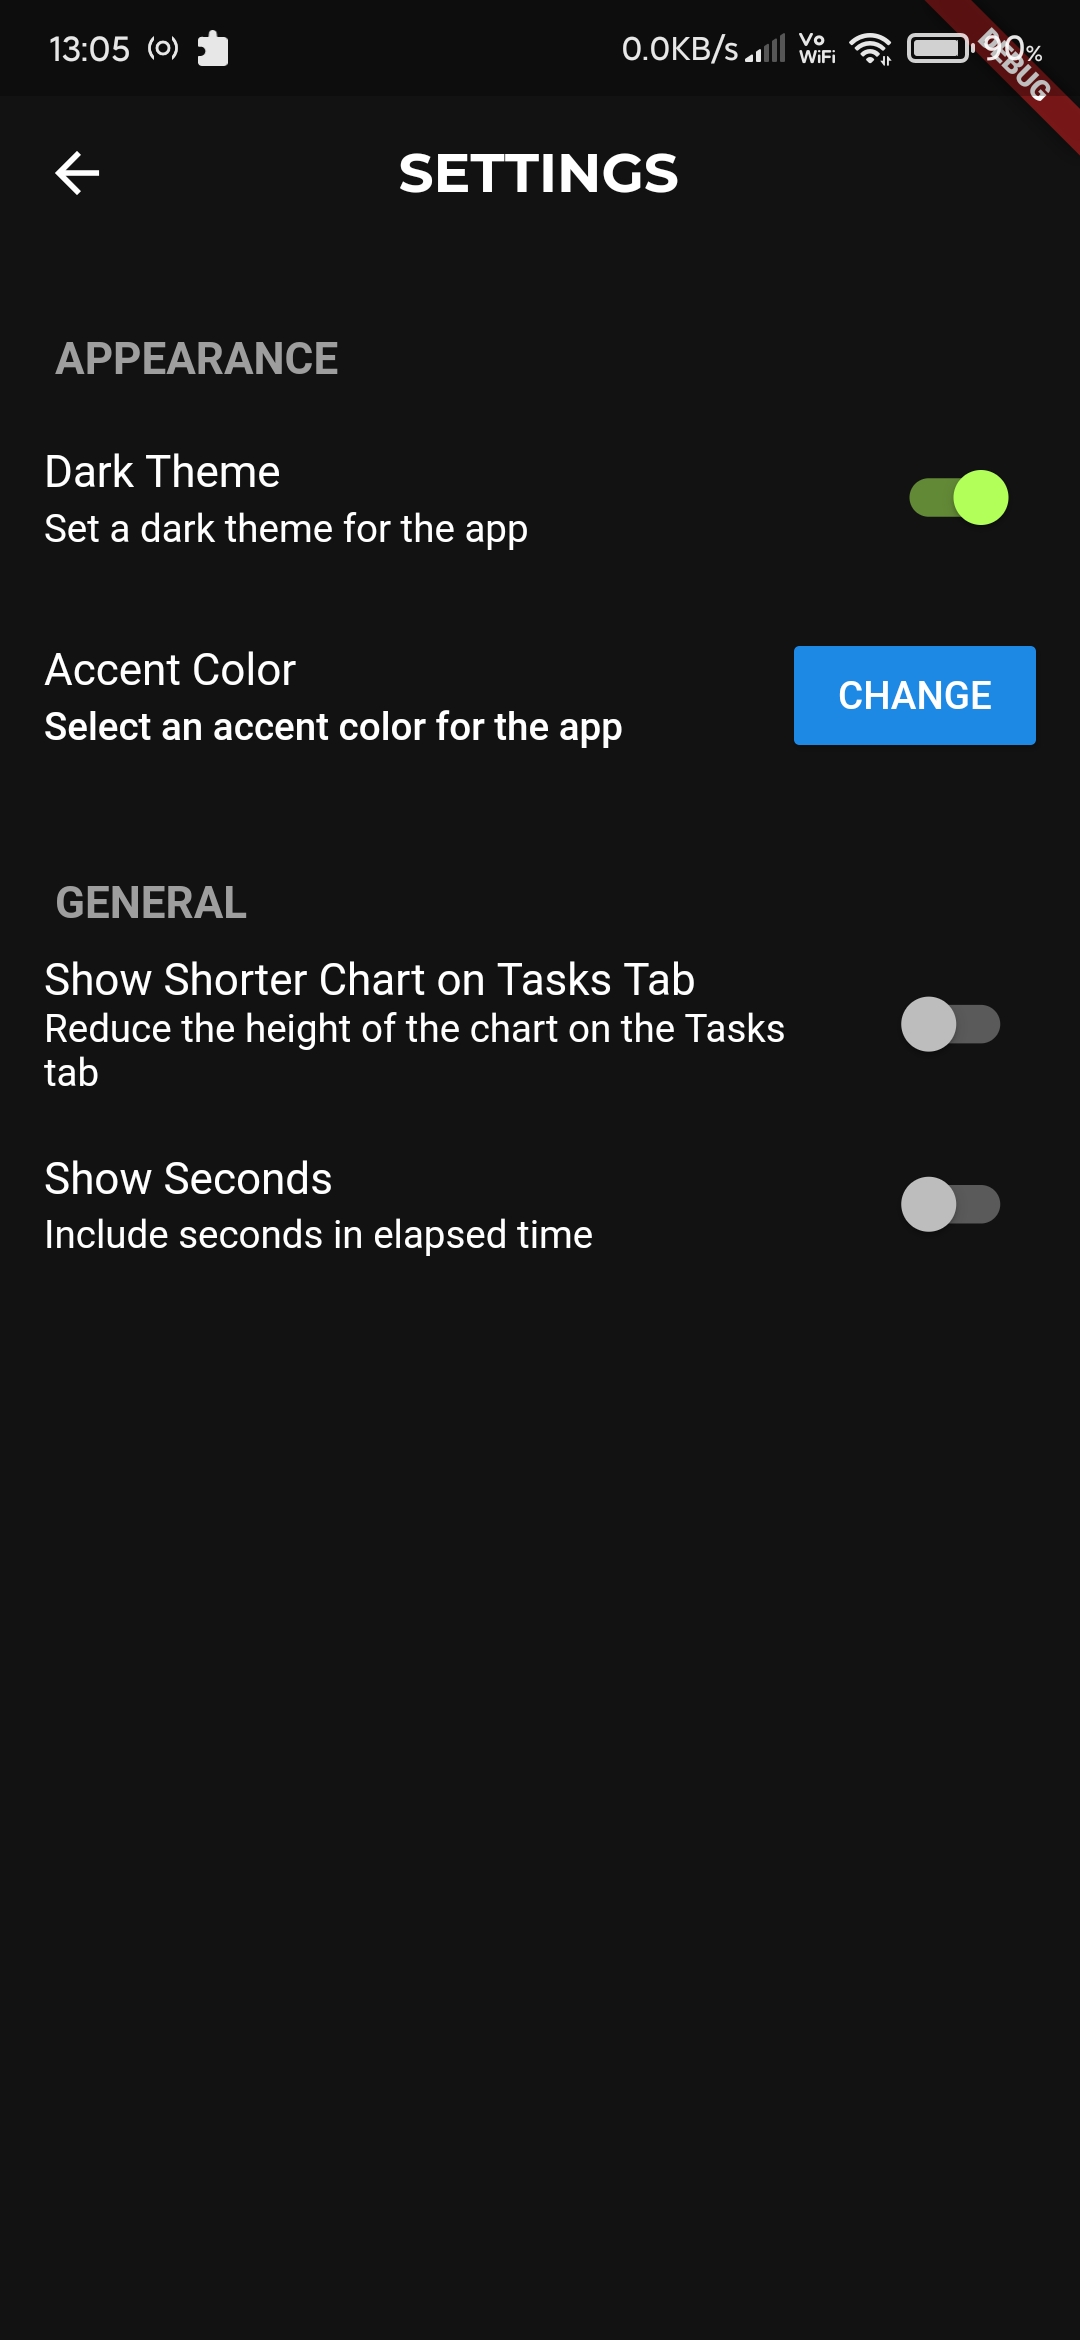 13:05 0.0KB/s Vo WiFi 90%
DEBUG
SETTINGS
APPEARANCE
Dark Theme
Set a dark theme for the app
Accent Color
Select an accent color for the app
CHANGE
GENERAL
Show Shorter Chart on Tasks Tab
Reduce the height of the chart on the Tasks
tab
Show Seconds
Include seconds in elapsed time